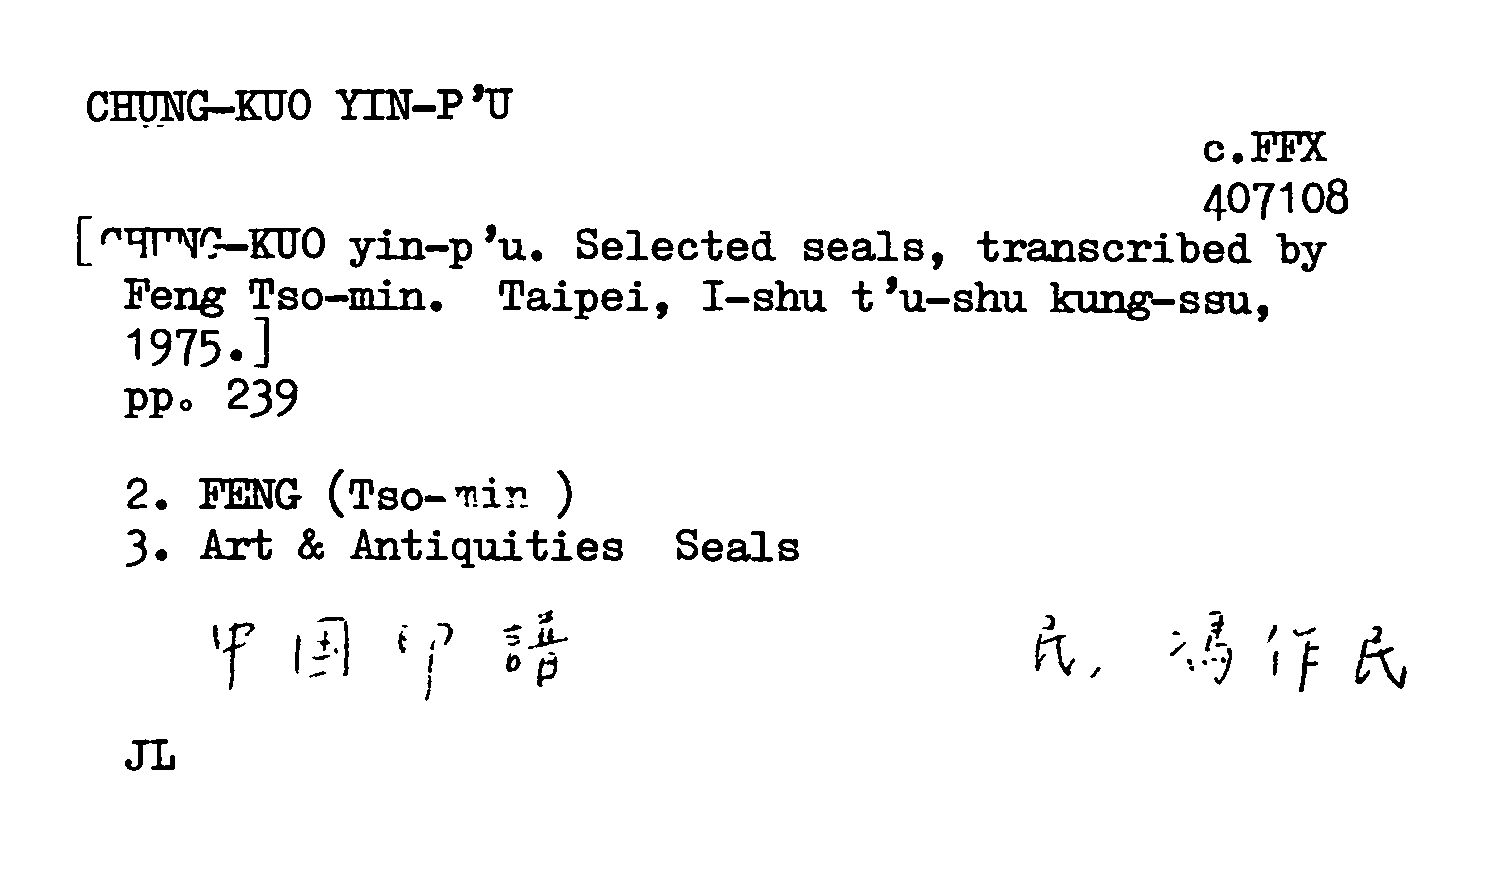 CHUNG-KUO YIN-P'U
c.FFX
407108
[CHUNG-KUO yin-p'u. Selected seals, transcribed by
Feng Tso-min. Taipei, I-shu t'u-shu kung-ssu,
1975.]
pp. 239
2. FENG (Tso-min )
3. Art & Antiquities Seals
中国印譜 民, 馮作民
JL